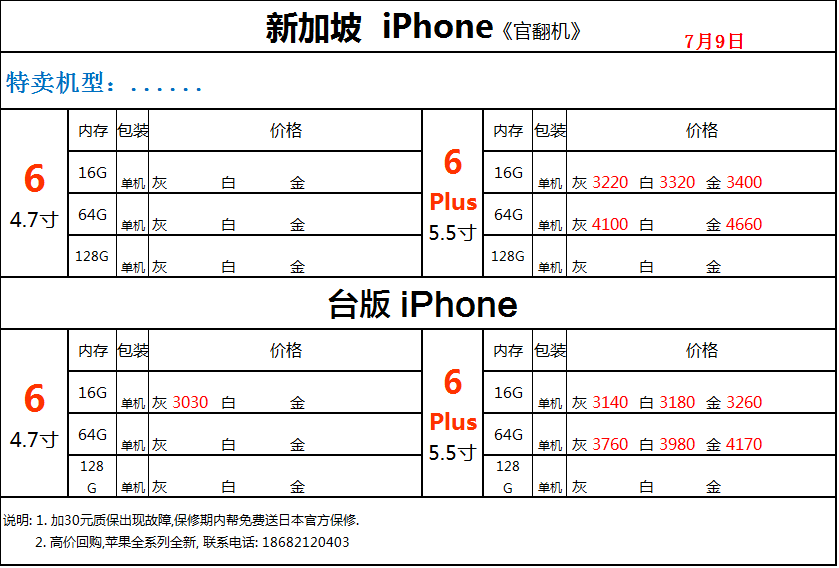 新加坡 iPhone《官翻机》
7月9日
特卖机型：......
6
4.7寸
内存 包装 价格
16G 单机 灰 白 金
64G 单机 灰 白 金
128G 单机 灰 白 金
6
Plus
5.5寸
内存 包装 价格
16G 单机 灰 3220 白 3320 金 3400
64G 单机 灰 4100 白 金 4660
128G 单机 灰 白 金
台版 iPhone
6
4.7寸
内存 包装 价格
16G 单机 灰 3030 白 金
64G 单机 灰 白 金
128
G 单机 灰 白 金
6
Plus
5.5寸
内存 包装 价格
16G 单机 灰 3140 白 3180 金 3260
64G 单机 灰 3760 白 3980 金 4170
128
G 单机 灰 白 金
说明: 1. 加30元质保出现故障,保修期内帮免费送日本官方保修.
2. 高价回购,苹果全系列全新, 联系电话: 18682120403